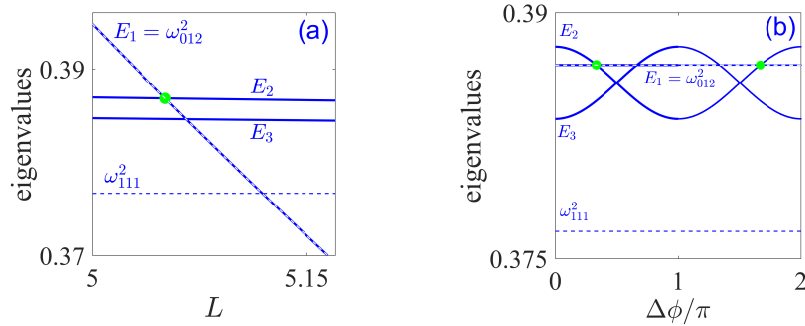 0.39
0.37
5
5.15
L
eigenvalues
(a)
E₁ = ω²₀₁₂
E₂
E₃
ω²₁₁₁
0.39
0.375
0
1
2
Δϕ/π
eigenvalues
(b)
E₂
E₁ = ω²₀₁₂
E₃
ω²₁₁₁